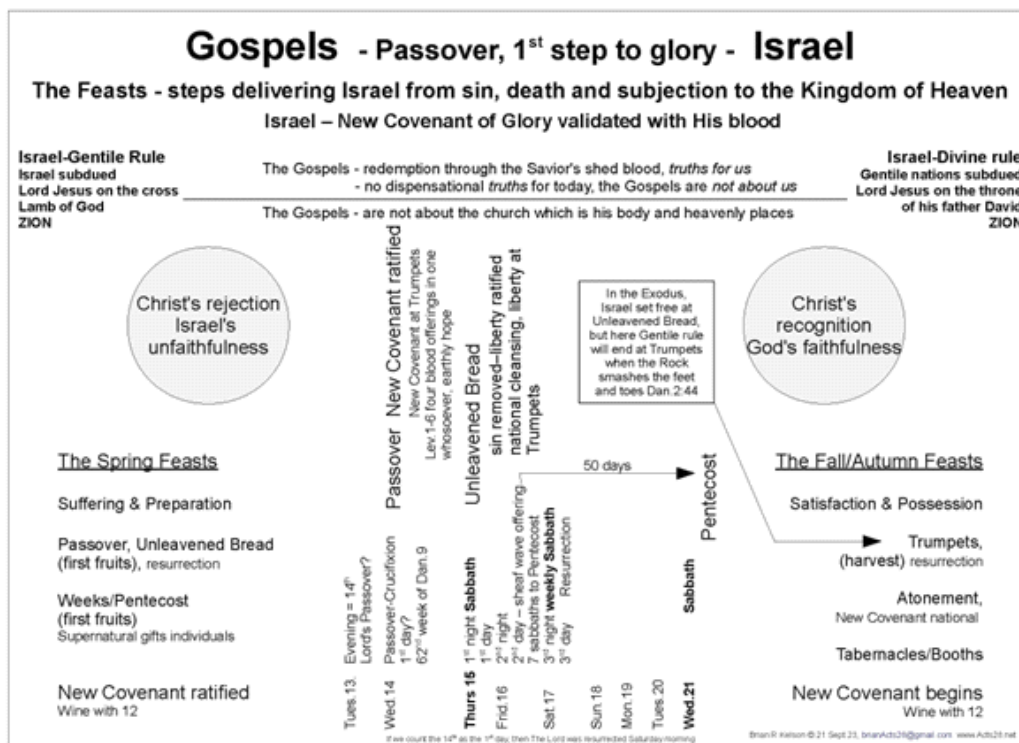 Gospels - Passover, 1st step to glory - Israel
The Feasts - steps delivering Israel from sin, death and subjection to the Kingdom of Heaven
Israel – New Covenant of Glory validated with His blood
Israel-Gentile Rule
Israel subdued
Lord Jesus on the cross
Lamb of God
ZION
The Gospels - redemption through the Savior's shed blood, truths for us
- no dispensational truths for today, the Gospels are not about us
The Gospels - are not about the church which is his body and heavenly places
Israel-Divine rule
Gentile nations subdued
Lord Jesus on the throne
of his father David
ZION
Christ's rejection
Israel's
unfaithfulness
Passover New Covenant ratified
New Covenant at Trumpets
Lev.1-6 four blood offerings in one
whosoever, earthly hope
Unleavened Bread
sin removed–liberty ratified
national cleansing, liberty at
Trumpets
In the Exodus,
Israel set free at
Unleavened Bread,
but here Gentile rule
will end at Trumpets
when the Rock
smashes the feet
and toes Dan.2:44
Christ's
recognition
God's faithfulness
The Spring Feasts
Suffering & Preparation
Passover, Unleavened Bread
(first fruits), resurrection
Weeks/Pentecost
(first fruits)
Supernatural gifts individuals
New Covenant ratified
Wine with 12
50 days
Pentecost
Tues.13. Evening = 14th
Lord's Passover?
Wed.14 Passover-Crucifixion
1st day?
62nd week of Dan.9
Thurs 15 1st night Sabbath
1st day
Frid.16 2nd night
2nd day – sheaf wave offering
7 sabbaths to Pentecost
Sat.17 3rd night weekly Sabbath
3rd day Resurrection
Sun.18
Mon.19
Tues.20
Wed.21 Sabbath
The Fall/Autumn Feasts
Satisfaction & Possession
Trumpets,
(harvest) resurrection
Atonement,
New Covenant national
Tabernacles/Booths
New Covenant begins
Wine with 12
If we count the 14th as the 1st day, then The Lord was resurrected Saturday morning
Brian R Kelson © 21 Sept 23, brianActs28@gmail.com www.Acts28.net